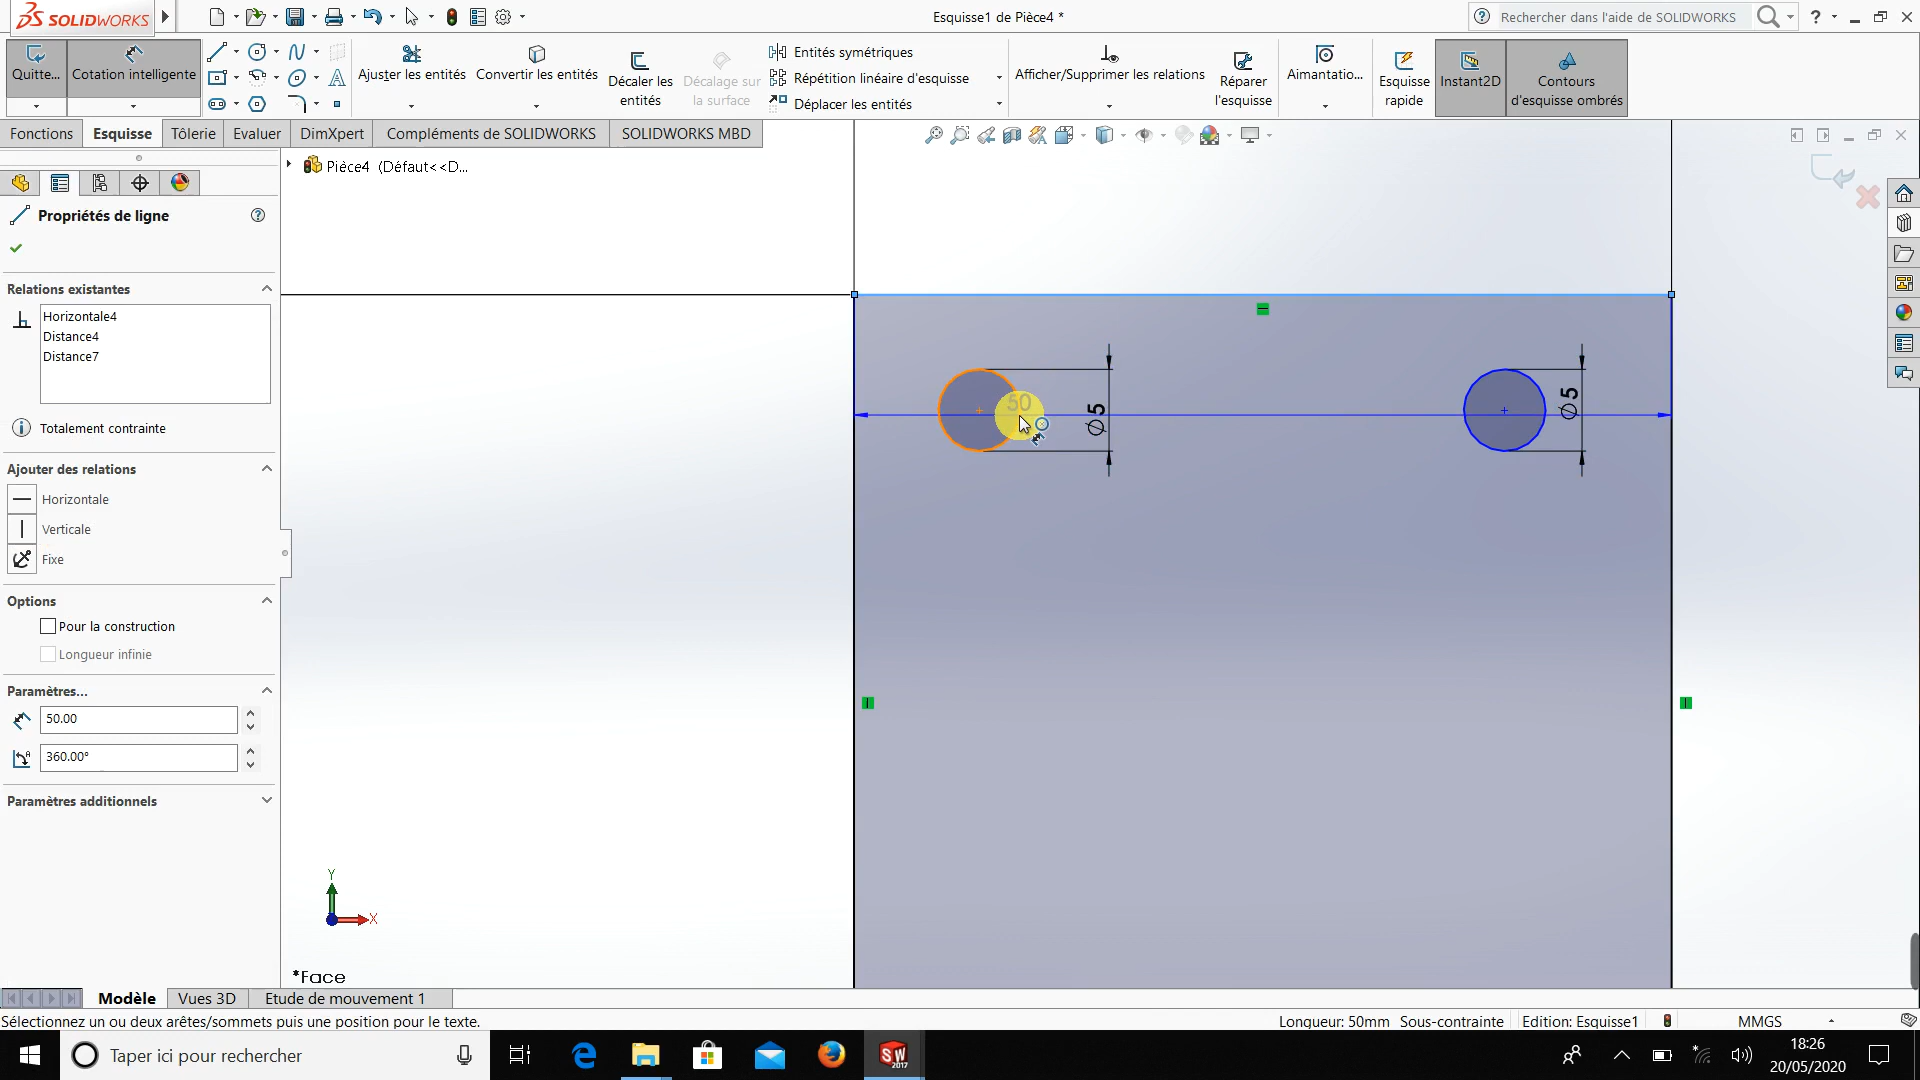 SOLIDWORKS
Esquisse1 de Pièce4 *
Rechercher dans l'aide de SOLIDWORKS
?
Quitte...
Cotation intelligente
Ajuster les entités
Convertir les entités
Décaler les entités
Décalage sur la surface
Entités symétriques
Répétition linéaire d'esquisse
Déplacer les entités
Afficher/Supprimer les relations
Réparer l'esquisse
Aimantatio...
Esquisse rapide
Instant2D
Contours d'esquisse ombrés
Fonctions
Esquisse
Tôlerie
Evaluer
DimXpert
Compléments de SOLIDWORKS
SOLIDWORKS MBD
Pièce4 (Défaut<<D...
Propriétés de ligne
Relations existantes
Horizontale4
Distance4
Distance7
Totalement contrainte
Ajouter des relations
Horizontale
Verticale
Fixe
Options
Pour la construction
Longueur infinie
Paramètres...
50.00
360.00°
Paramètres additionnels
50
∅5
∅5
Y
X
*Face
Modèle
Vues 3D
Etude de mouvement 1
Sélectionnez un ou deux arêtes/sommets puis une position pour le texte.
Longueur: 50mm
Sous-contrainte
Edition: Esquisse1
MMGS
Taper ici pour rechercher
SW
2017
18:26
20/05/2020